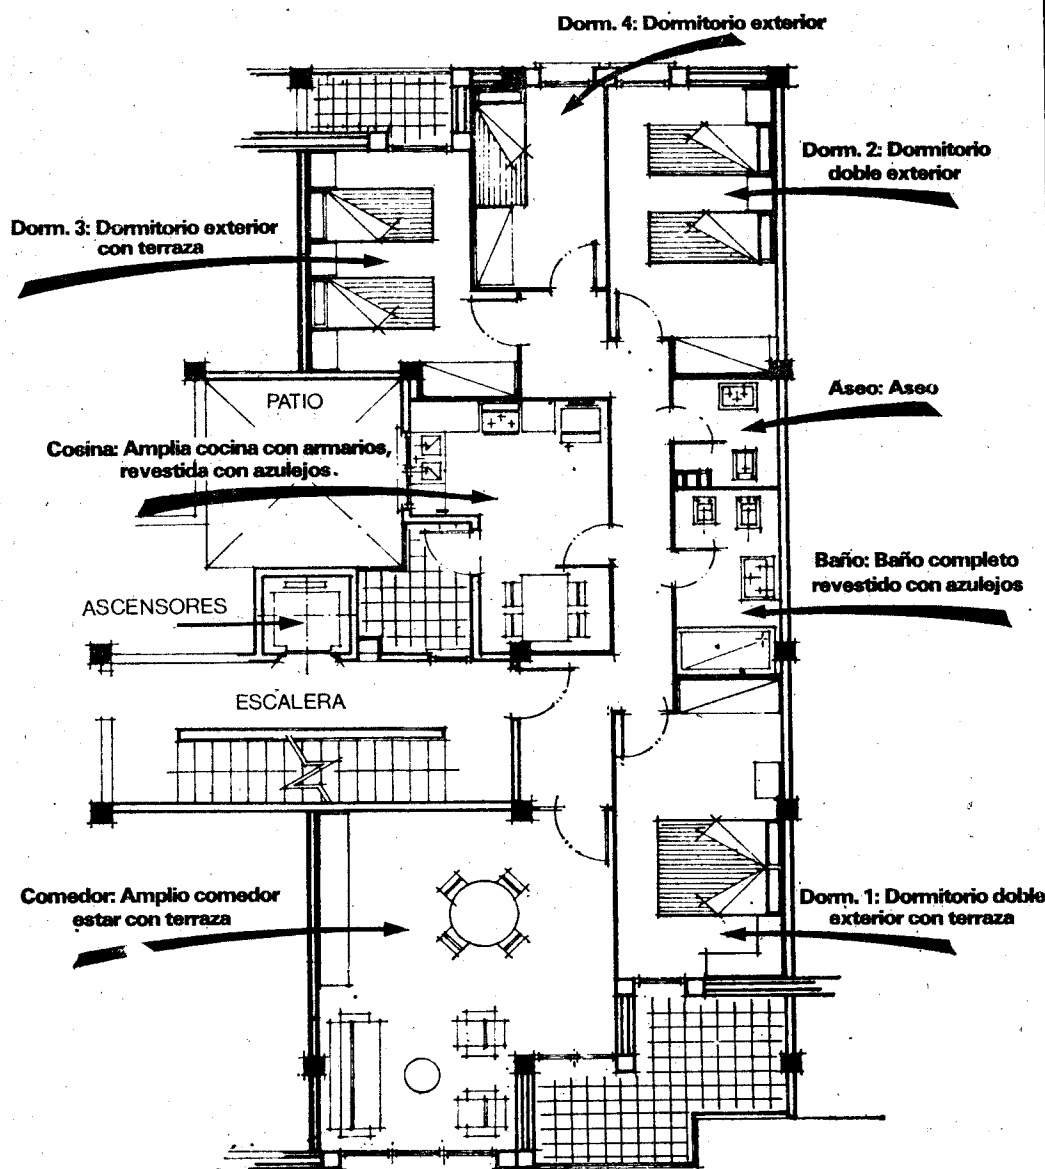 Dorm. 4: Dormitorio exterior
Dorm. 2: Dormitorio
doble exterior
Dorm. 3: Dormitorio exterior
con terraza
PATIO
Aseo: Aseo
Cosina: Amplia cocina con armarios,
revestida con azulejos.
Baño: Baño completo
revestido con azulejos
ASCENSORES
ESCALERA
Comedor: Amplio comedor
estar con terraza
Dorm. 1: Dormitorio doble
exterior con terraza